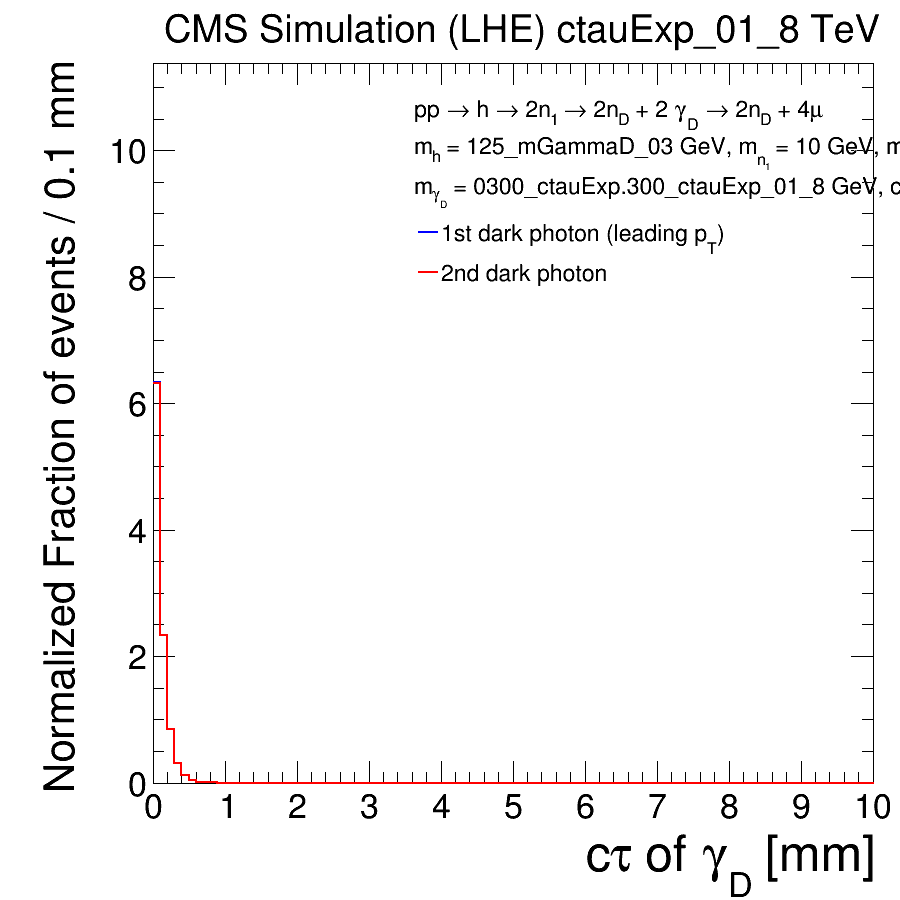 CMS Simulation (LHE) ctauExp_01_8 TeV
pp → h → 2n1 → 2nD + 2 γD → 2nD + 4μ
mh = 125_mGammaD_03 GeV, mn1 = 10 GeV, m
mγD = 0300_ctauExp.300_ctauExp_01_8 GeV, c
1st dark photon (leading pT)
2nd dark photon
Normalized Fraction of events / 0.1 mm
10
8
6
4
2
0
0 1 2 3 4 5 6 7 8 9 10
cτ of γD [mm]